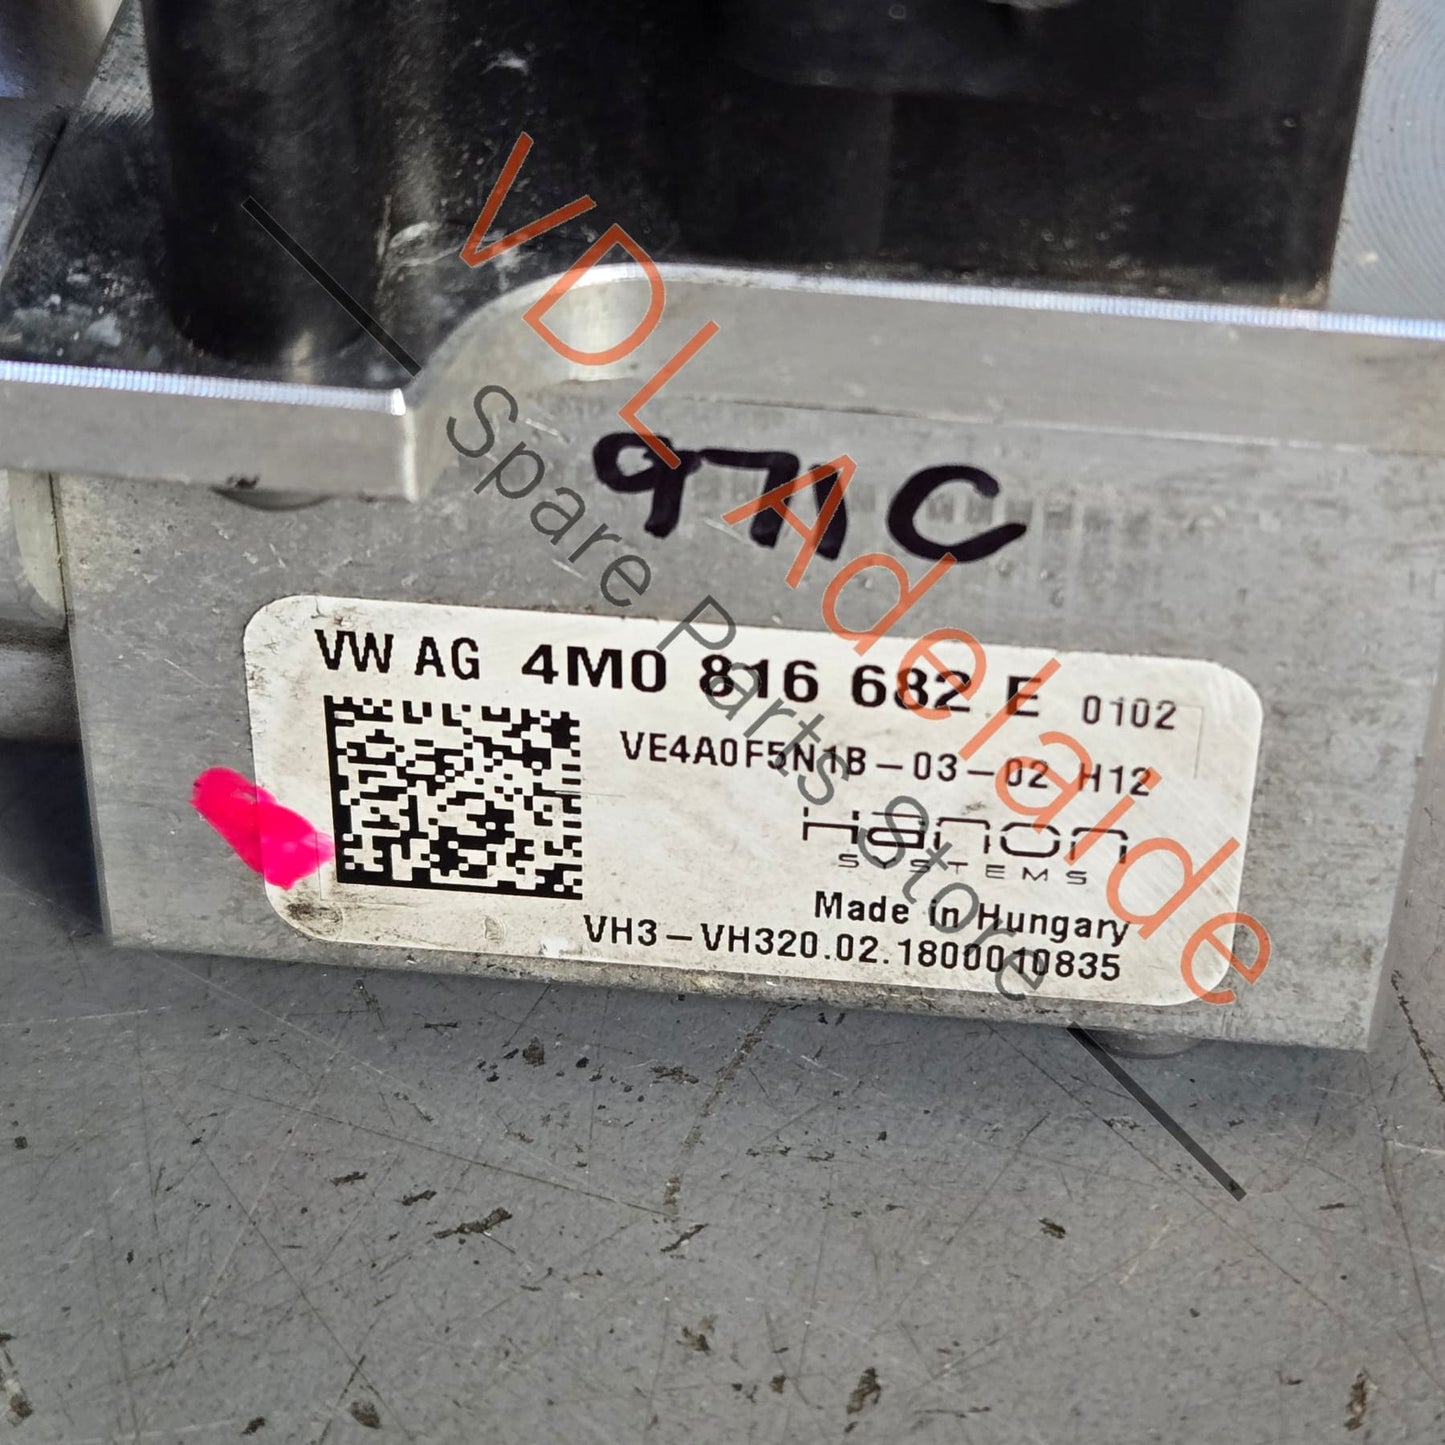 VDL Adelaide
Spare Parts Store
971C
VW AG 4M0 816 682 E 0102
VE4A0F5N1B-03-02 H12
Hanon
SYSTEMS
Made in Hungary
VH3-VH320.02.1800010835